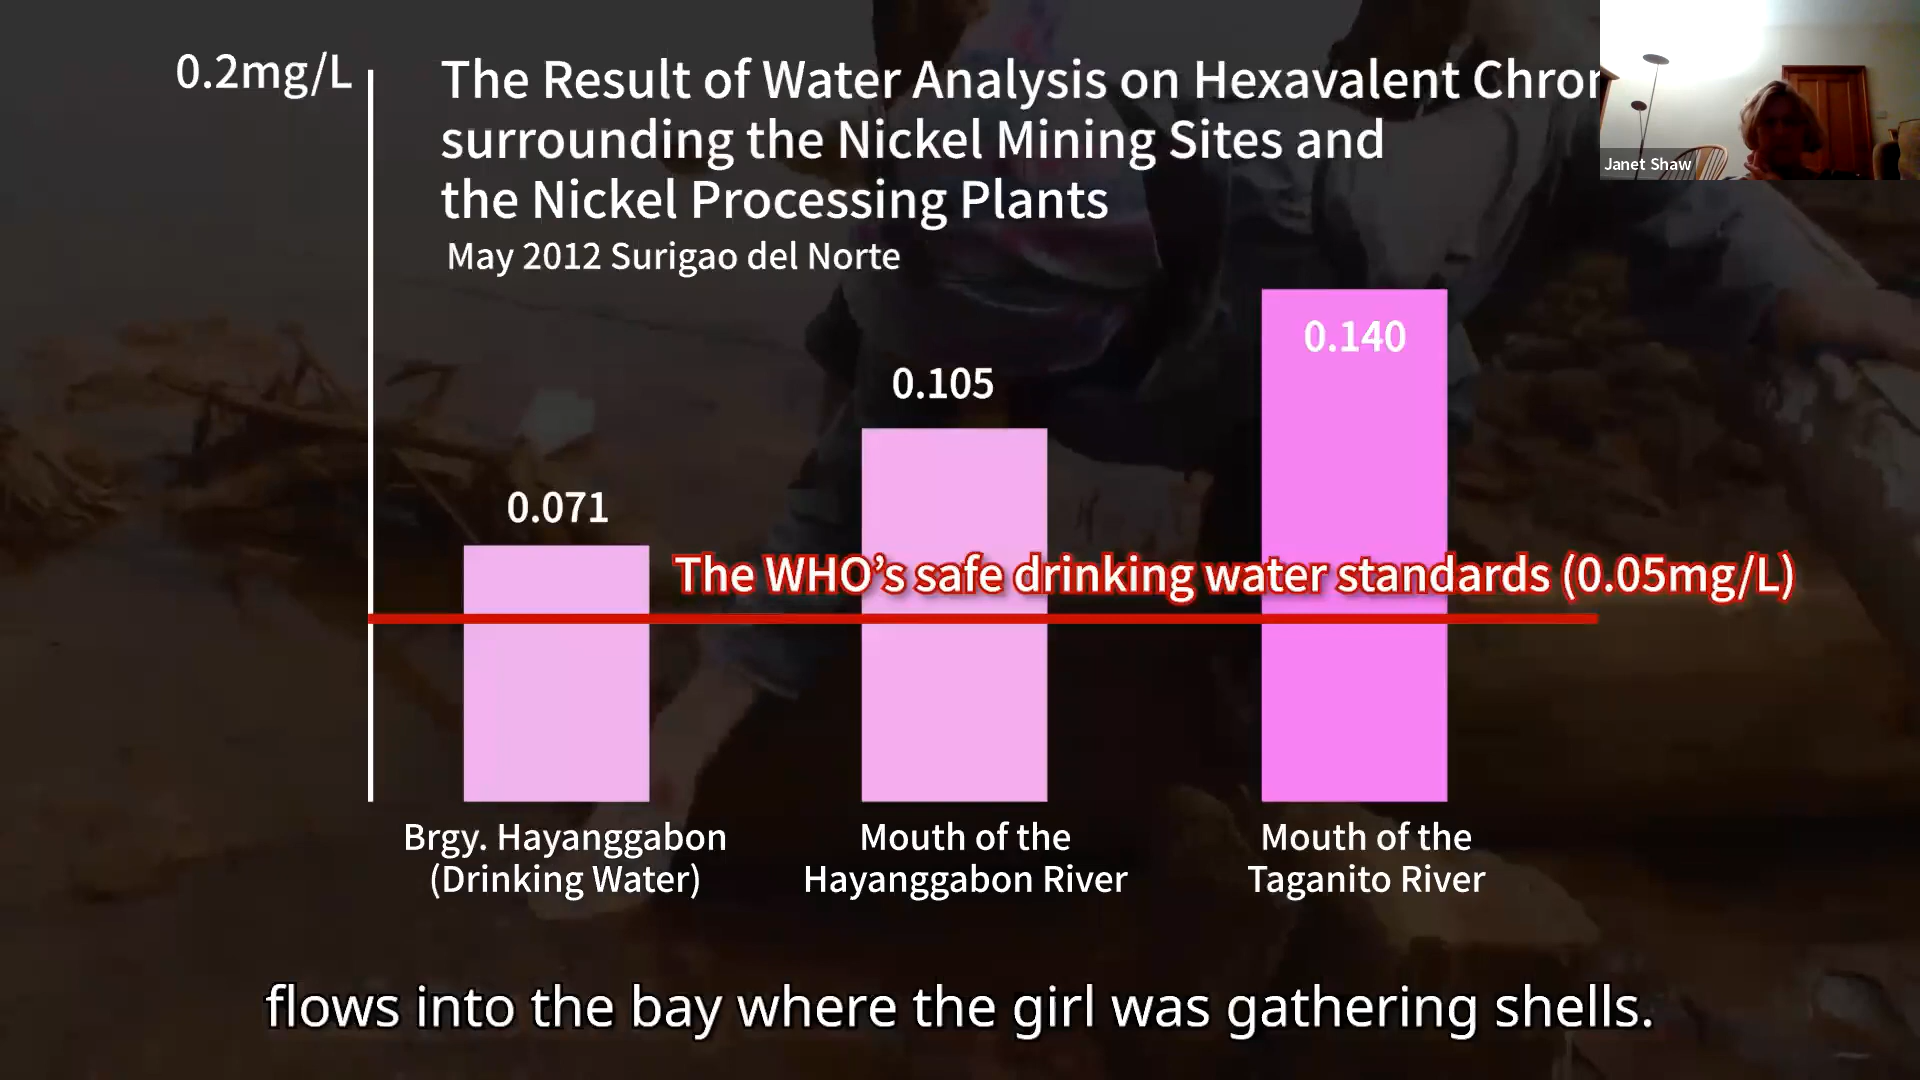 0.2mg/L
The Result of Water Analysis on Hexavalent
surrounding the Nickel Mining Sites and
the Nickel Processing Plants
May 2012 Surigao del Norte
Janet Shaw
0.140
0.105
0.071
The WHO’s safe drinking water standards (0.05mg/L)
Brgy. Hayanggabon
(Drinking Water)
Mouth of the
Hayanggabon River
Mouth of the
Taganito River
flows into the bay where the girl was gathering shells.